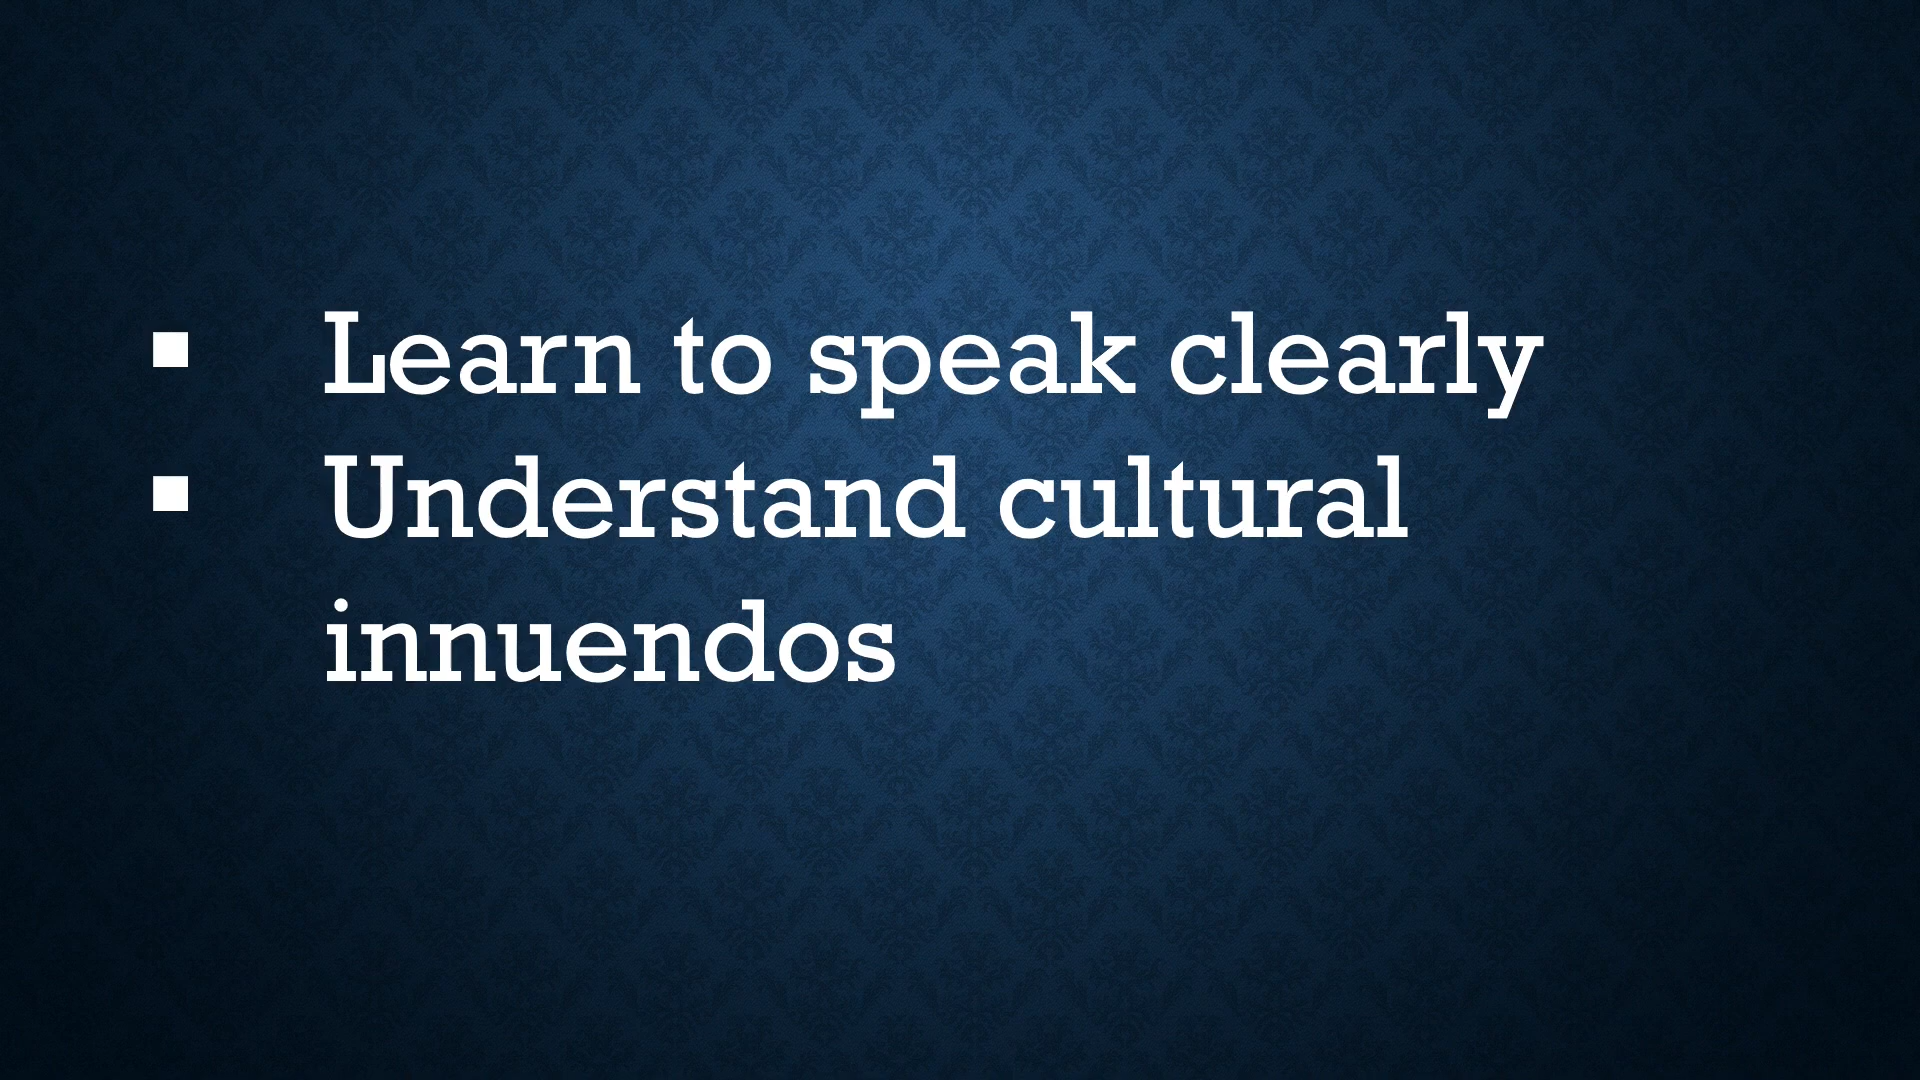 ▪ Learn to speak clearly
▪ Understand cultural
innuendos